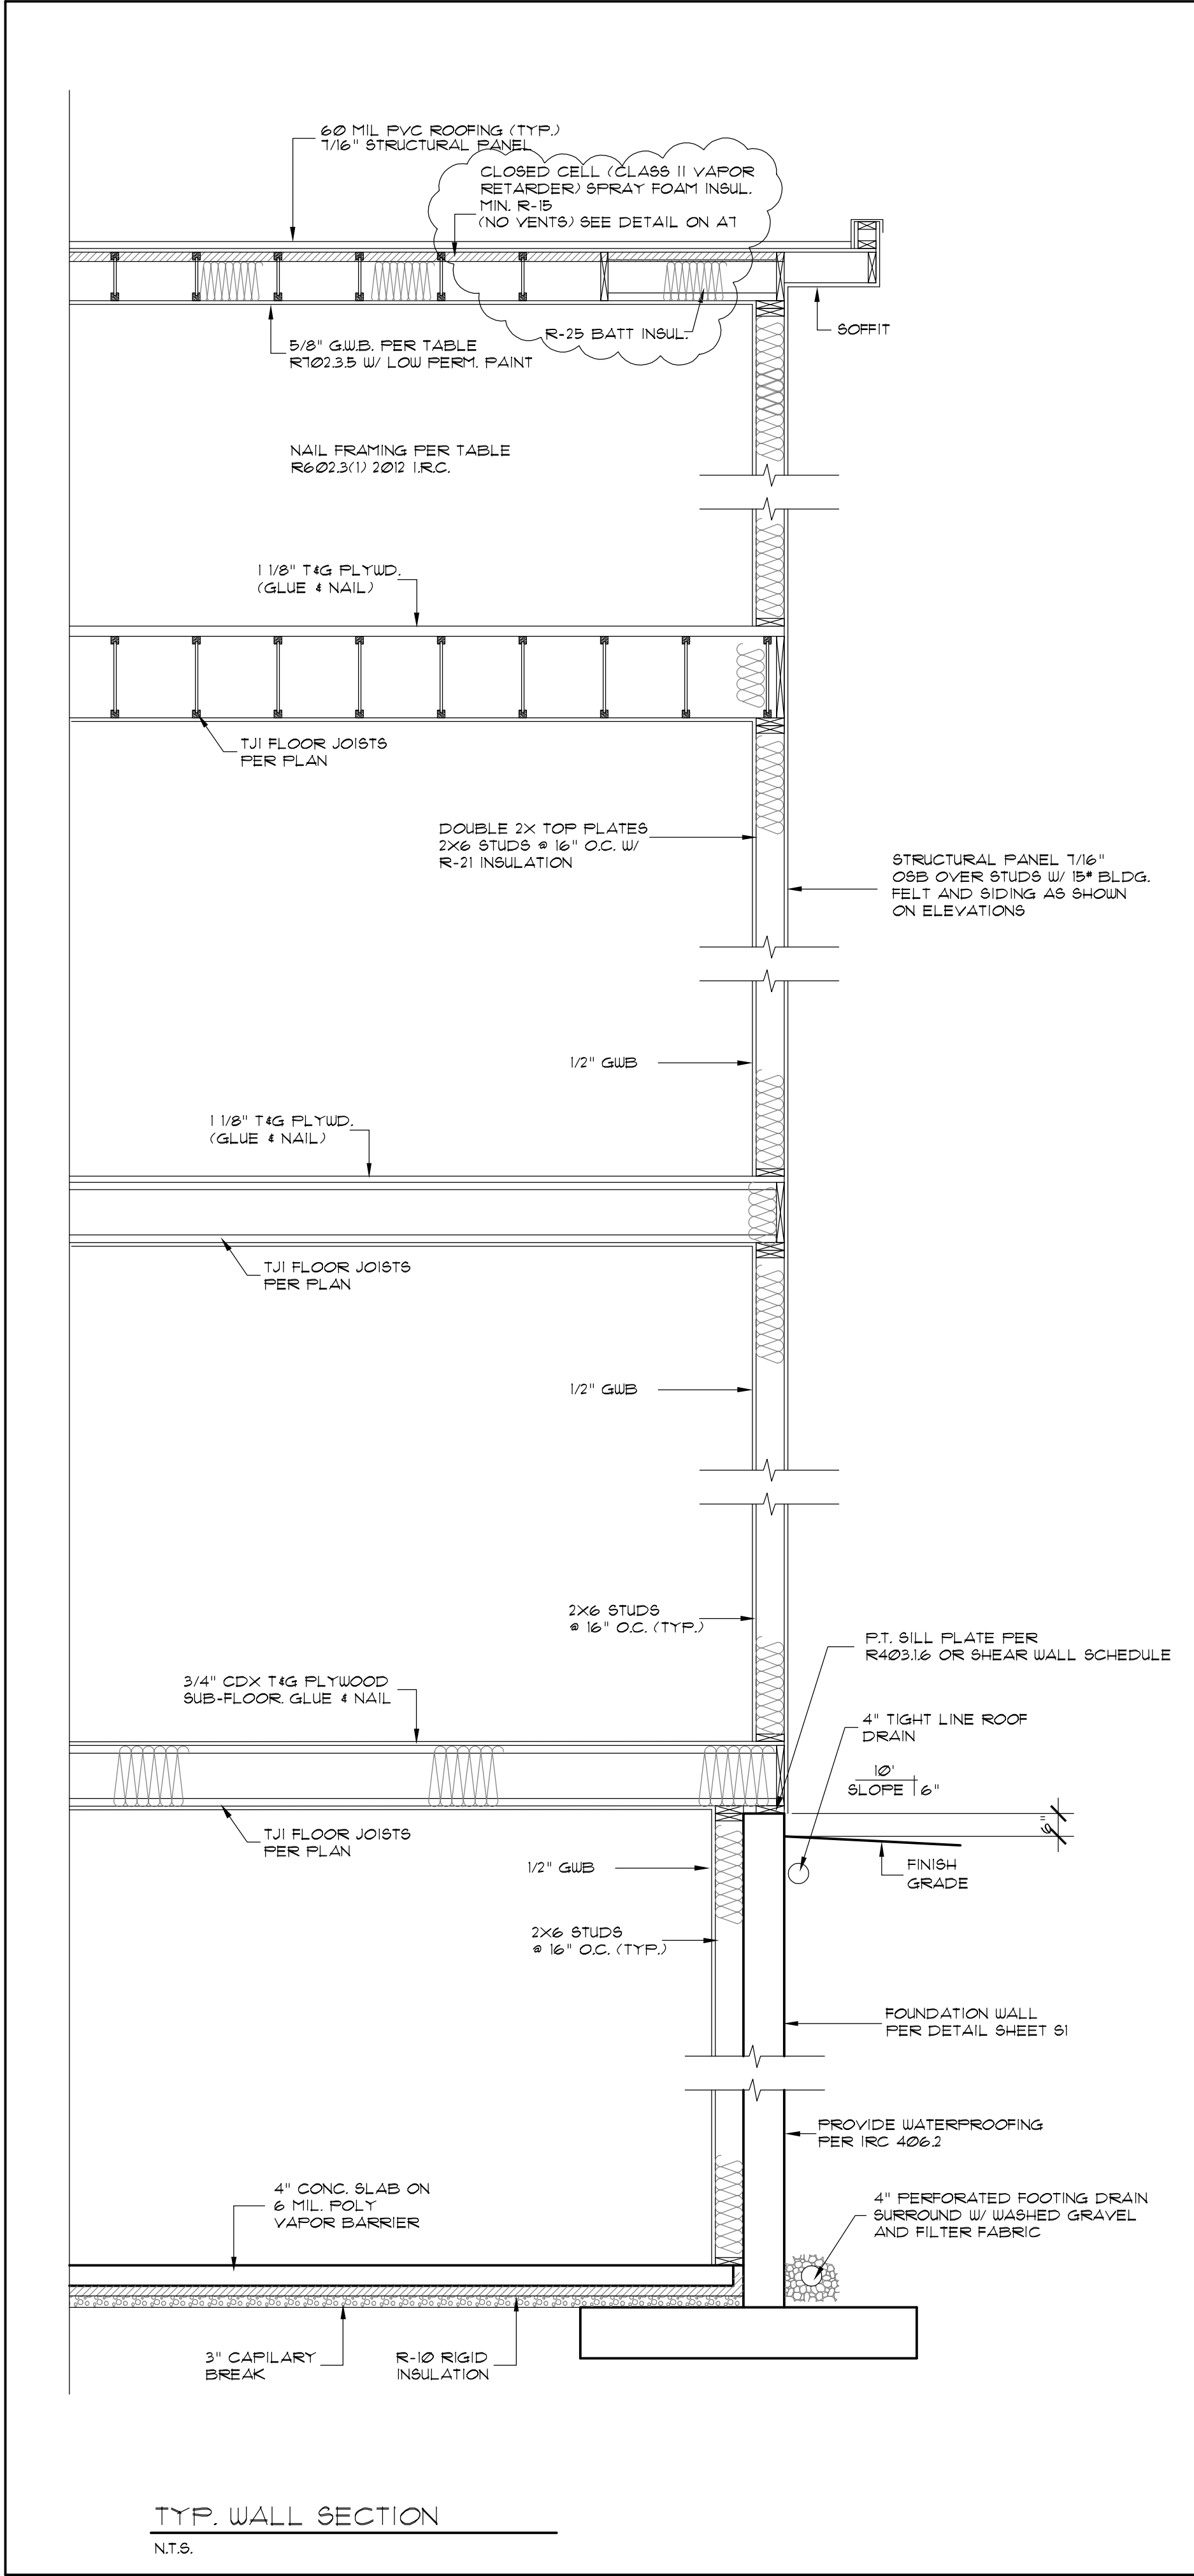 60 MIL PVC ROOFING (TYP.)
7/16" STRUCTURAL PANEL
CLOSED CELL (CLASS II VAPOR
RETARDER) SPRAY FOAM INSUL.
MIN. R-15
(NO VENTS) SEE DETAIL ON A7
SOFFIT
R-25 BATT INSUL.
5/8" G.W.B. PER TABLE
R702.3.5 W/ LOW PERM. PAINT
NAIL FRAMING PER TABLE
R602.3(1) 2012 I.R.C.
1 1/8" T&G PLYWD.
(GLUE & NAIL)
TJI FLOOR JOISTS
PER PLAN
DOUBLE 2X TOP PLATES
2X6 STUDS @ 16" O.C. W/
R-21 INSULATION
STRUCTURAL PANEL 7/16"
OSB OVER STUDS W/ 15# BLDG.
FELT AND SIDING AS SHOWN
ON ELEVATIONS
1/2" GWB
1 1/8" T&G PLYWD.
(GLUE & NAIL)
TJI FLOOR JOISTS
PER PLAN
1/2" GWB
2X6 STUDS
@ 16" O.C. (TYP.)
P.T. SILL PLATE PER
R403.1.6 OR SHEAR WALL SCHEDULE
3/4" CDX T&G PLYWOOD
SUB-FLOOR. GLUE & NAIL
4" TIGHT LINE ROOF
DRAIN
10'
SLOPE 6"
6"
TJI FLOOR JOISTS
PER PLAN
1/2" GWB
FINISH
GRADE
2X6 STUDS
@ 16" O.C. (TYP.)
FOUNDATION WALL
PER DETAIL SHEET S1
PROVIDE WATERPROOFING
PER IRC 406.2
4" CONC. SLAB ON
6 MIL. POLY
VAPOR BARRIER
4" PERFORATED FOOTING DRAIN
SURROUND W/ WASHED GRAVEL
AND FILTER FABRIC
3" CAPILARY
BREAK
R-10 RIGID
INSULATION
TYP. WALL SECTION
N.T.S.